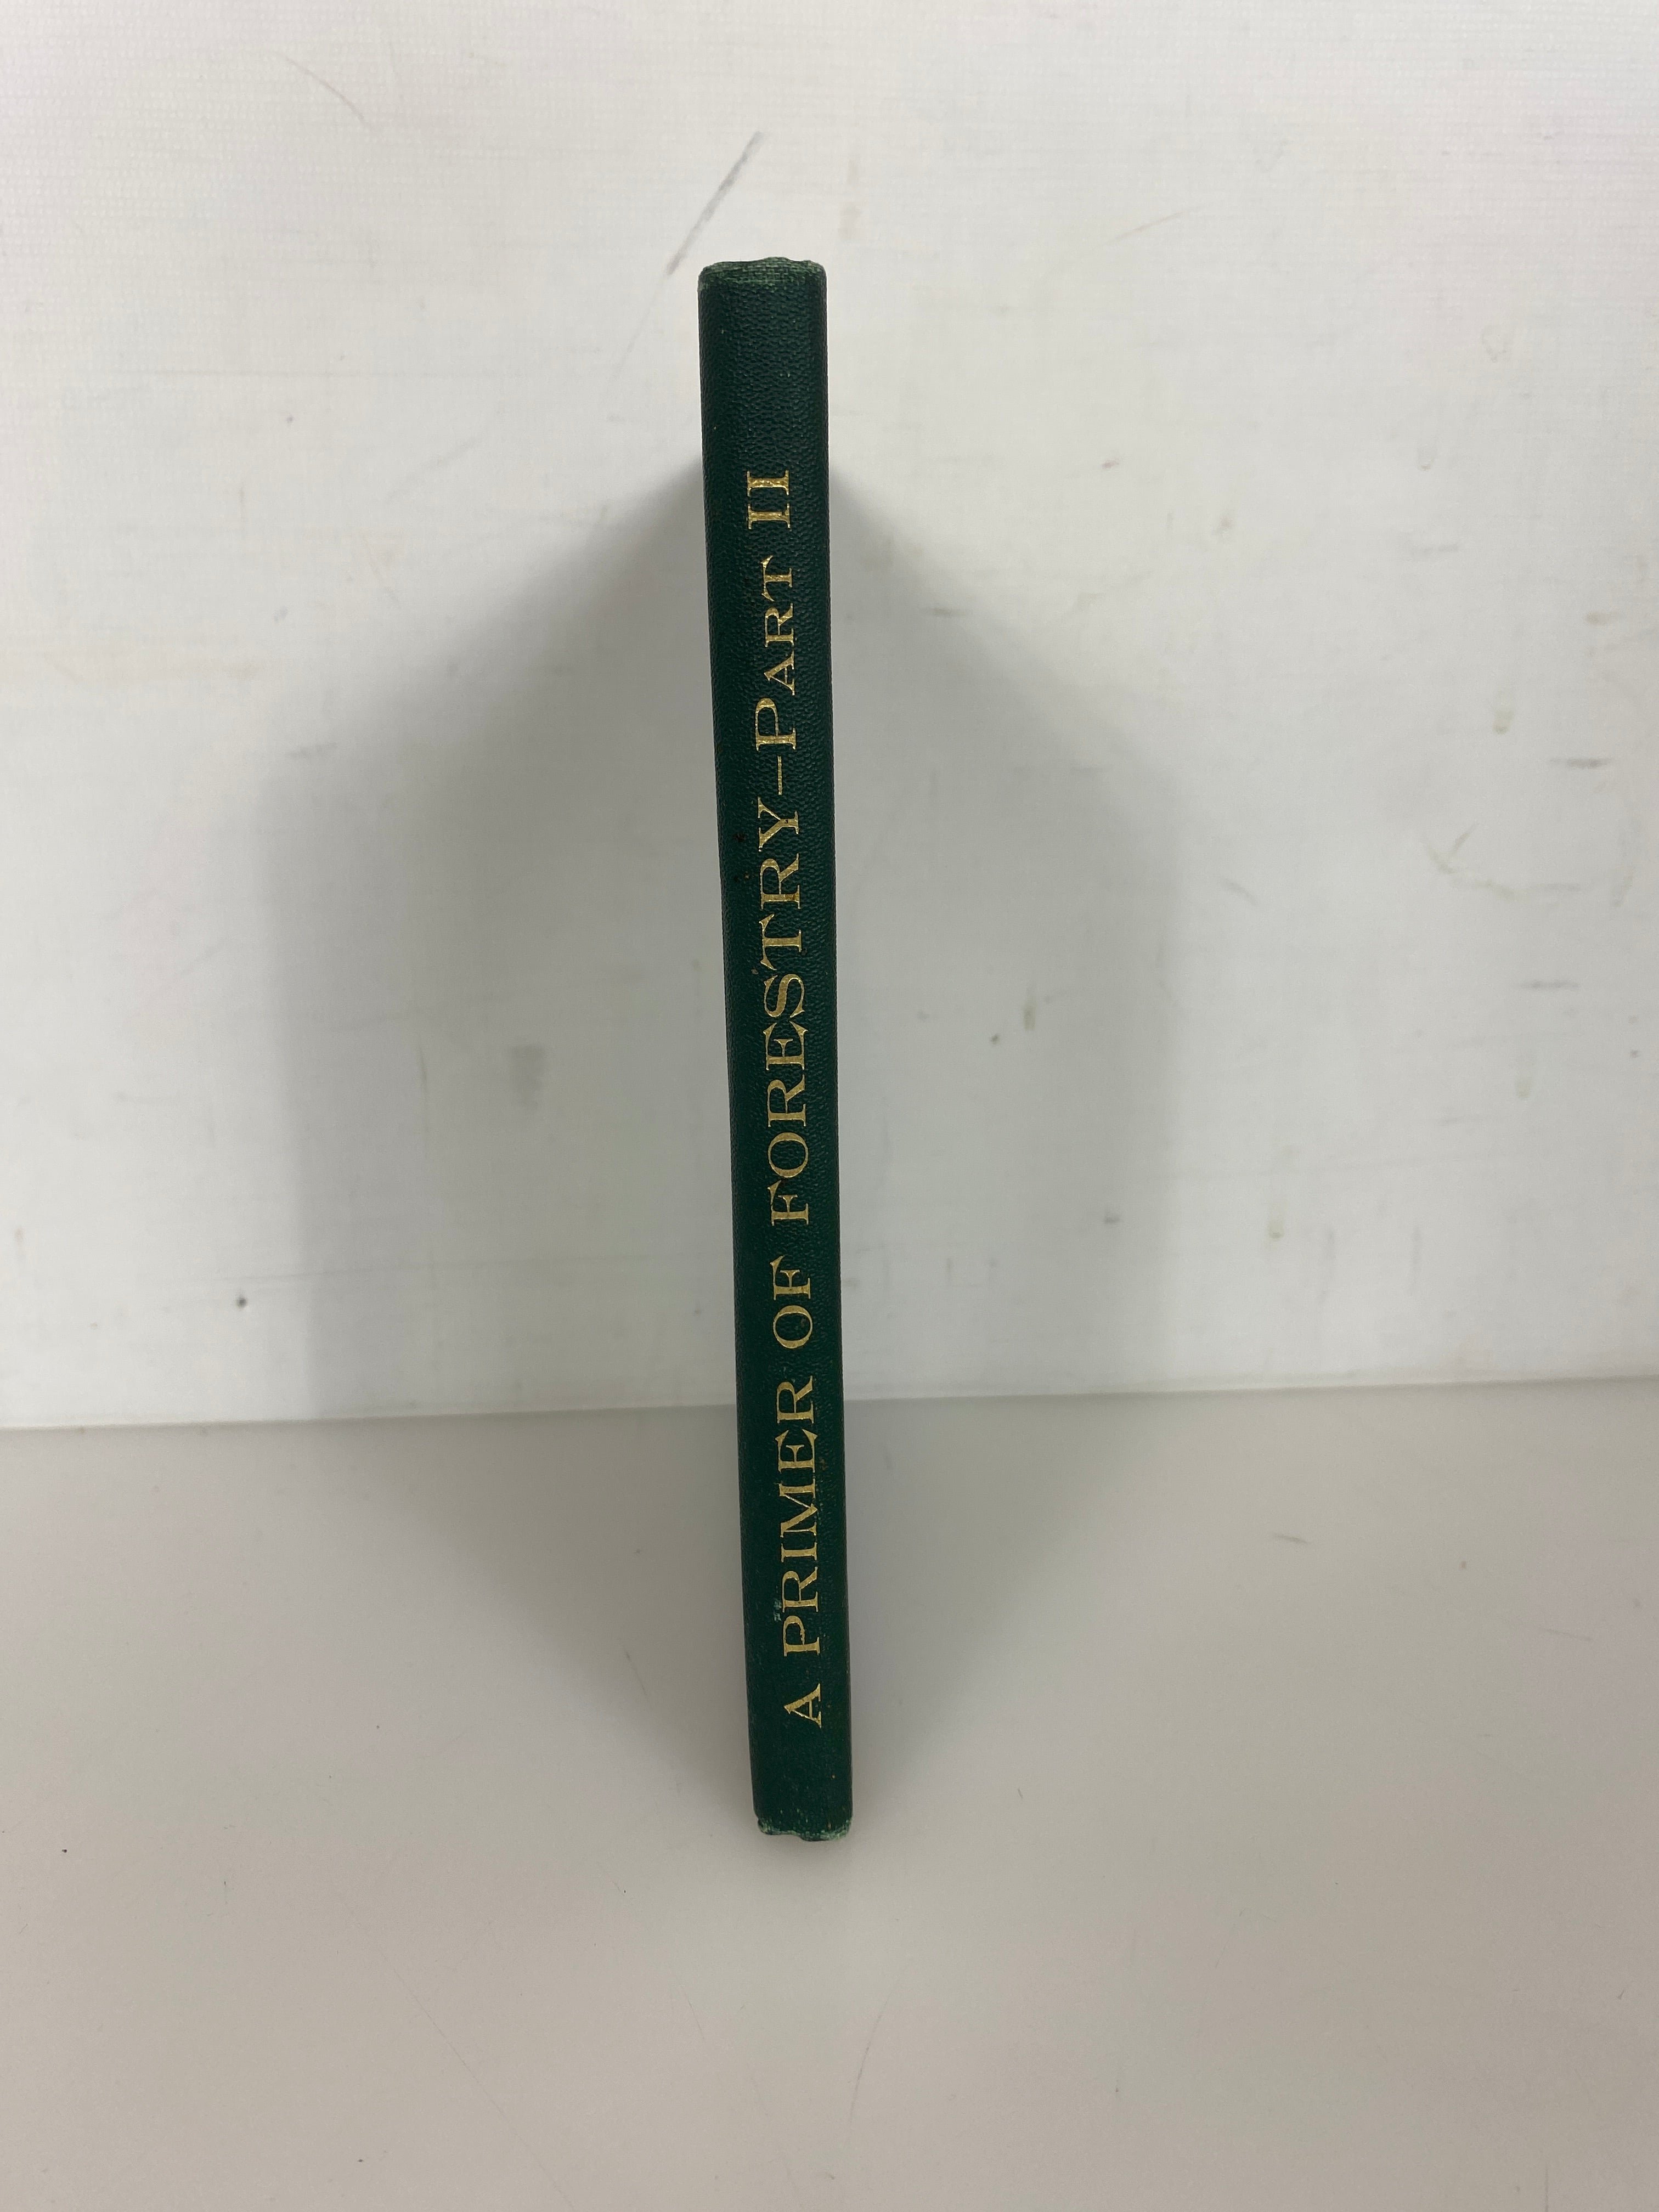 A PRIMER OF FORESTRY–PART II